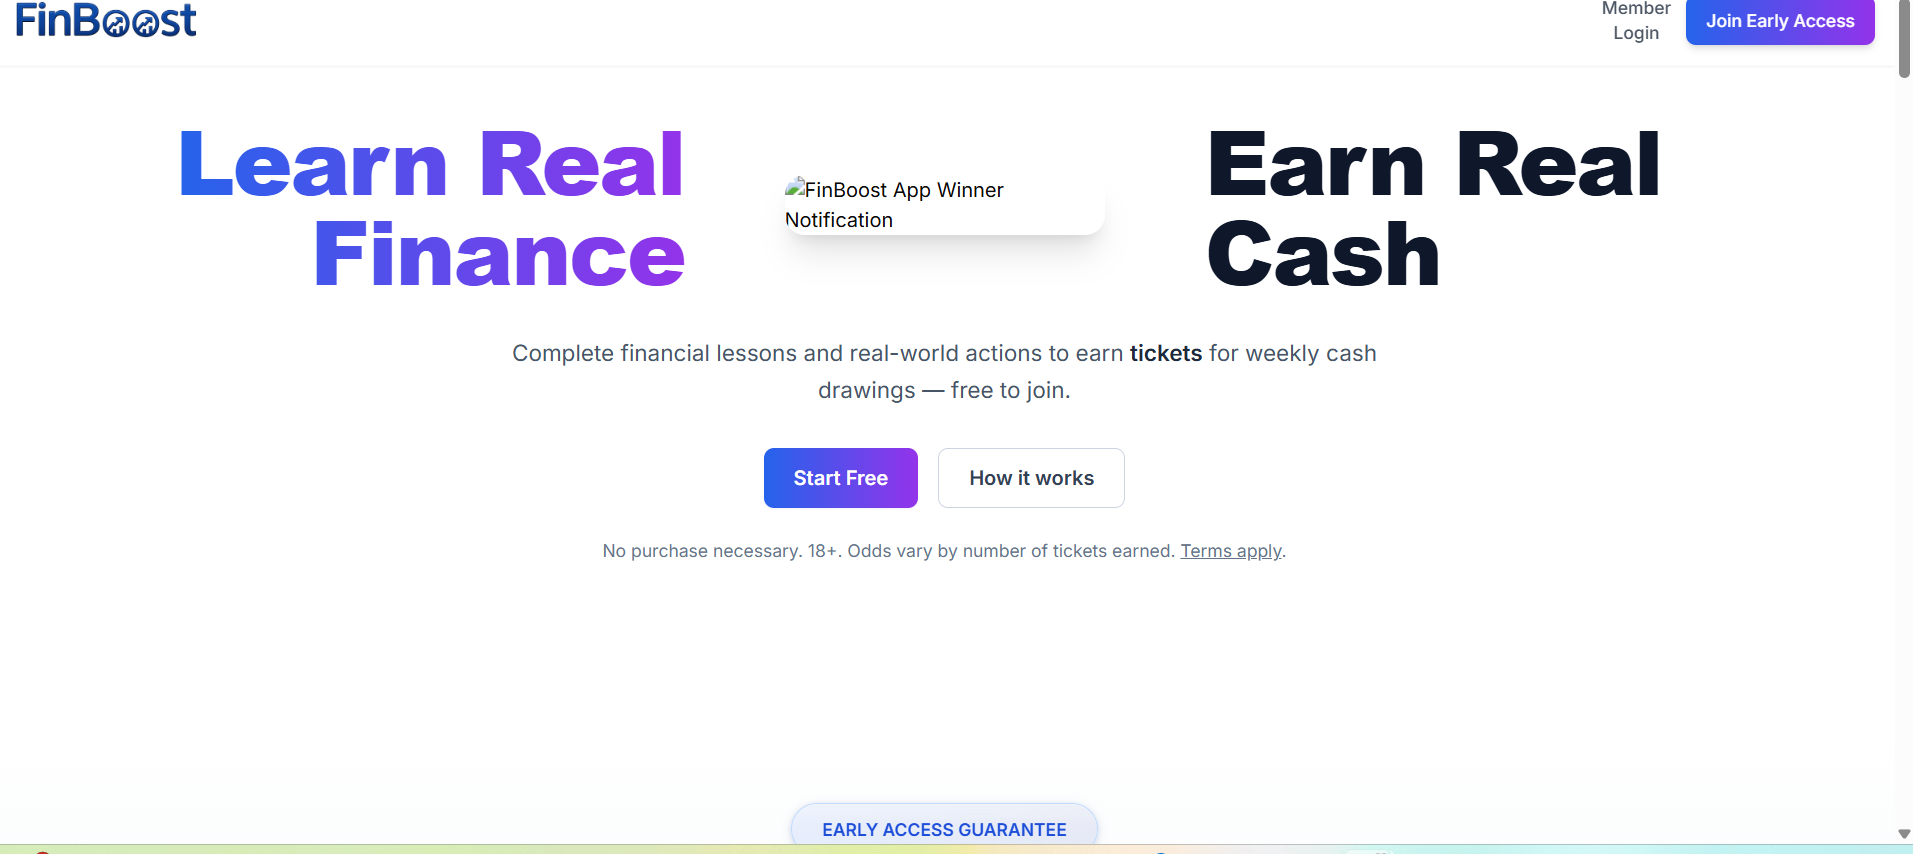 FinBoost
Member
Login
Join Early Access
Learn Real
Finance
FinBoost App Winner
Notification
Earn Real
Cash
Complete financial lessons and real-world actions to earn tickets for weekly cash
drawings — free to join.
Start Free
How it works
No purchase necessary. 18+. Odds vary by number of tickets earned. Terms apply.
EARLY ACCESS GUARANTEE